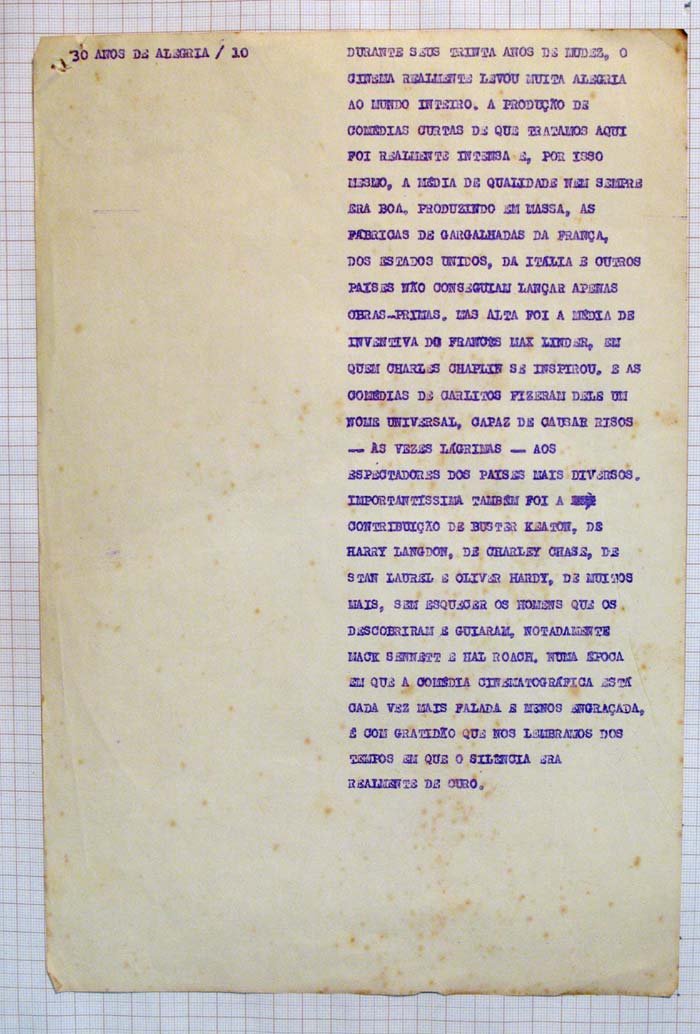 30 ANOS DE ALEGRIA / 10
DURANTE SEUS TRINTA ANOS DE MUDEZ, O
CINEMA REALMENTE LEVOU MUITA ALEGRIA
AO MUNDO INTEIRO. A PRODUÇÃO DE
COMÉDIAS CURTAS DE QUE TRATAMOS AQUI
FOI REALMENTE INTENSA E, POR ISSO
MESMO, A MÉDIA DE QUALIDADE NEM SEMPRE
ERA BOA. PRODUZINDO EM MASSA, AS
FÁBRICAS DE GARGALHADAS DA FRANÇA,
DOS ESTADOS UNIDOS, DA ITÁLIA E OUTROS
PAÍSES NÃO CONSEGUIAM LANÇAR APENAS
OBRAS-PRIMAS. MAS ALTA FOI A MÉDIA DE
INVENTIVA DO FRANCÊS MAX LINDER, EM
QUEM CHARLES CHAPLIN SE INSPIROU. E AS
COMÉDIAS DE CARLITOS FIZERAM DELE UM
NOME UNIVERSAL, CAPAZ DE CAUSAR RISOS
— ÀS VEZES LÁGRIMAS — AOS
ESPECTADORES DOS PAÍSES MAIS DIVERSOS.
IMPORTANTÍSSIMA TAMBÉM FOI A
CONTRIBUIÇÃO DE BUSTER KEATON, DE
HARRY LANGDON, DE CHARLEY CHASE, DE
STAN LAUREL E OLIVER HARDY, DE MUITOS
MAIS, SEM ESQUECER OS HOMENS QUE OS
DESCOBRIRAM E GUIARAM, NOTADAMENTE
MACK SENNETT E HAL ROACH. NUMA ÉPOCA
EM QUE A COMÉDIA CINEMATOGRÁFICA ESTÁ
CADA VEZ MAIS FALADA E MENOS ENGRAÇADA,
É COM GRATIDÃO QUE NOS LEMBRAMOS DOS
TEMPOS EM QUE O SILÊNCIA ERA
REALMENTE DE OURO.